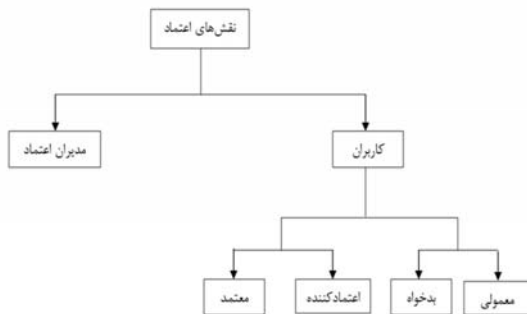 نقش‌های اعتماد
کاربران
مدیران اعتماد
معمولی
بدخواه
اعتمادکننده
معتمد